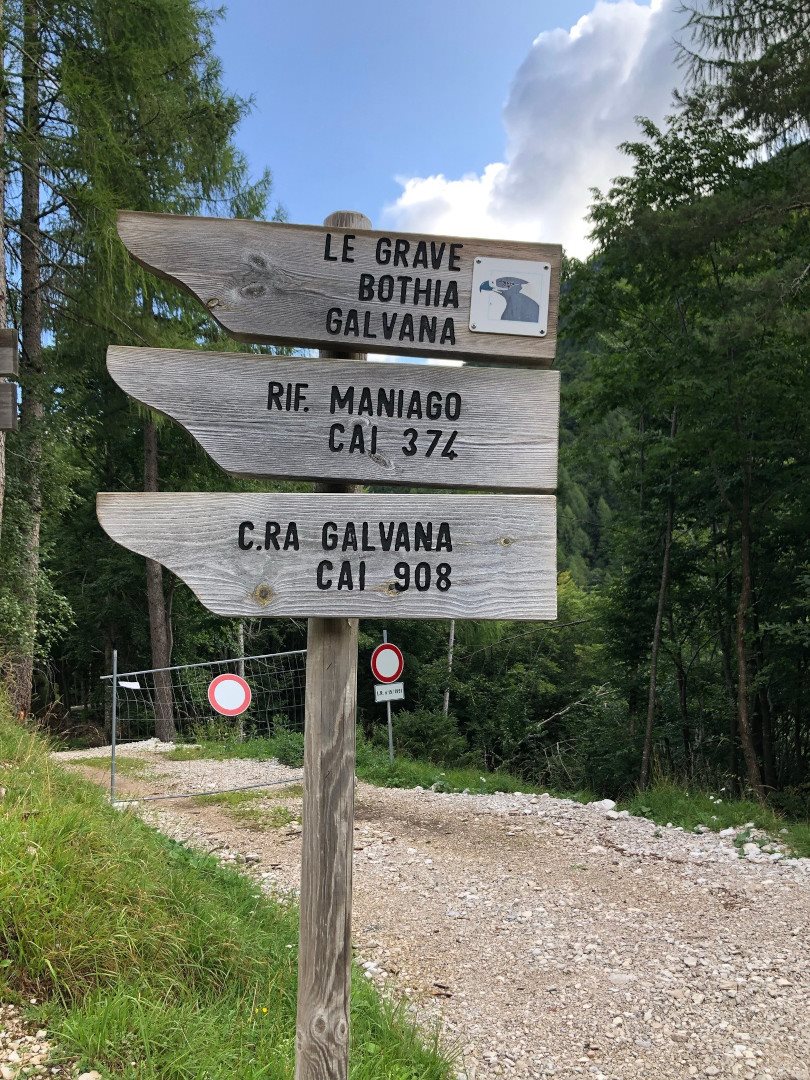 LE GRAVE
BOTHIA
GALVANA
RIF. MANIAGO
CAI 374
C.RA GALVANA
CAI 908